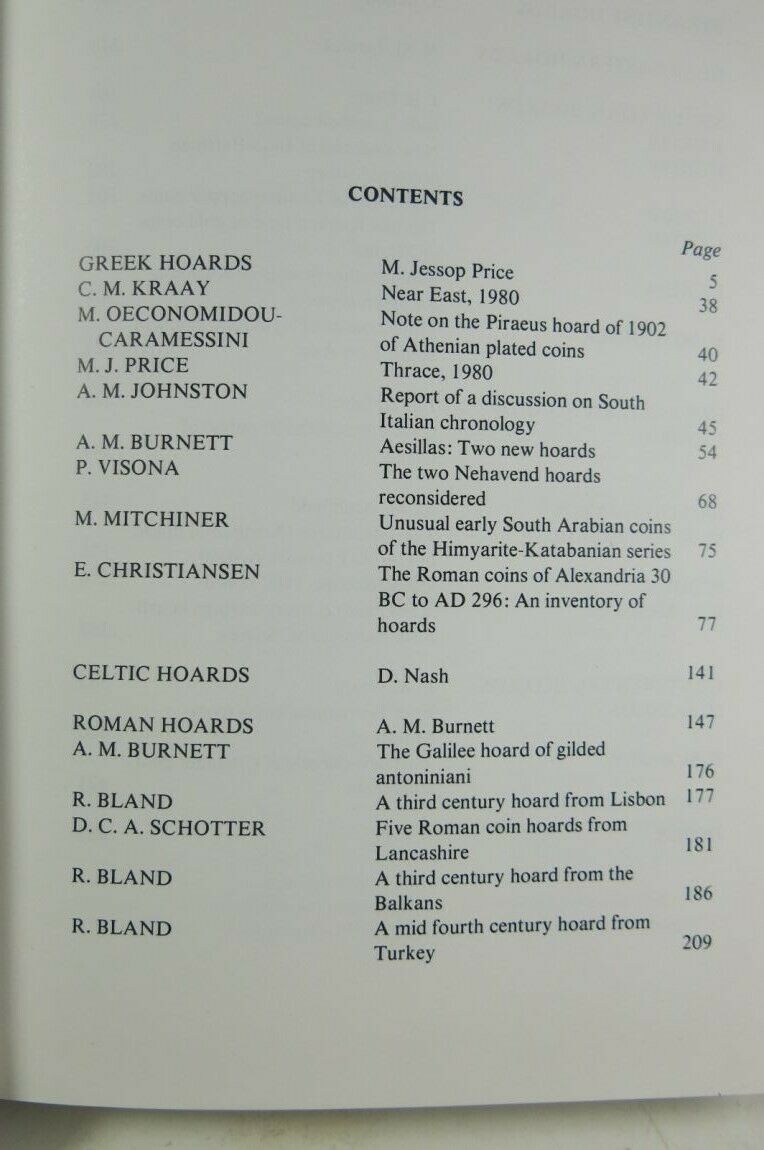 CONTENTS
Page
GREEK HOARDS M. Jessop Price 5
C. M. KRAAY Near East, 1980 38
M. OECONOMIDOU- Note on the Piraeus hoard of 1902
CARAMESSINI of Athenian plated coins 40
M. J. PRICE Thrace, 1980 42
A. M. JOHNSTON Report of a discussion on South
Italian chronology 45
A. M. BURNETT Aesillas: Two new hoards 54
P. VISONA The two Nehavend hoards
reconsidered 68
M. MITCHINER Unusual early South Arabian coins
of the Himyarite-Katabanian series 75
E. CHRISTIANSEN The Roman coins of Alexandria 30
BC to AD 296: An inventory of
hoards 77
CELTIC HOARDS D. Nash 141
ROMAN HOARDS A. M. Burnett 147
A. M. BURNETT The Galilee hoard of gilded
antoniniani 176
R. BLAND A third century hoard from Lisbon 177
D. C. A. SCHOTTER Five Roman coin hoards from
Lancashire 181
R. BLAND A third century hoard from the
Balkans 186
R. BLAND A mid fourth century hoard from
Turkey 209